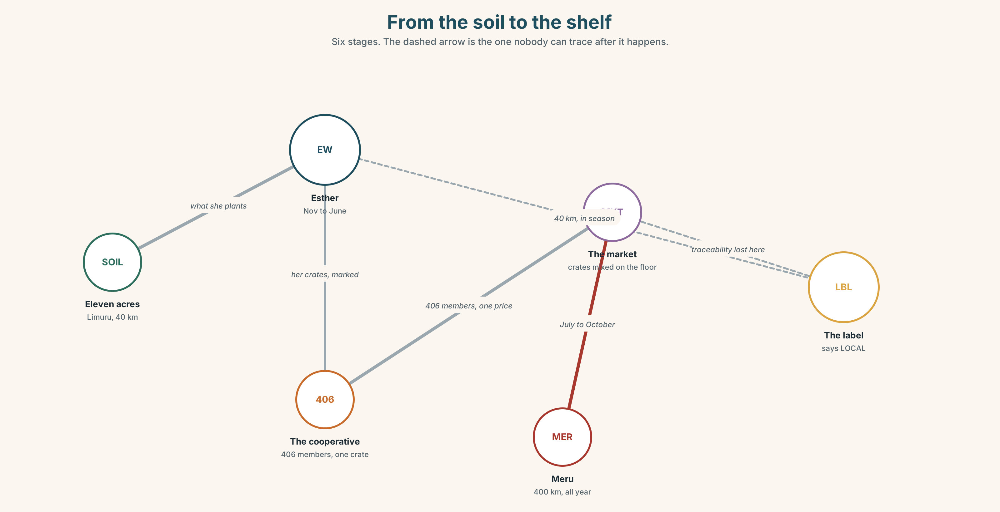 From the soil to the shelf
Six stages. The dashed arrow is the one nobody can trace after it happens.
EW
Esther
Nov to June
what she plants
SOIL
Eleven acres
Limuru, 40 km
her crates, marked
40 km, in season
The market
crates mixed on the floor
traceability lost here
LBL
The label
says LOCAL
406 members, one price
July to October
406
The cooperative
406 members, one crate
MER
Meru
400 km, all year